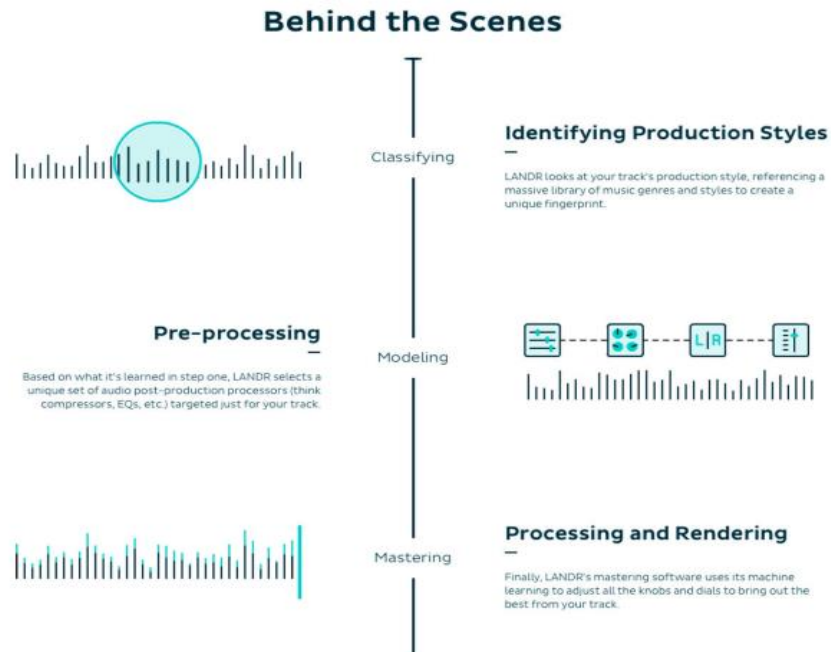 Behind the Scenes
Classifying
Identifying Production Styles
LANDR looks at your track's production style, referencing a
massive library of music genres and styles to create a
unique fingerprint.
Pre-processing
Based on what it's learned in step one, LANDR selects a
unique set of audio post-production processors (think
compressors, EQs, etc.) targeted just for your track.
Modeling
L|R
Mastering
Processing and Rendering
Finally, LANDR's mastering software uses its machine
learning to adjust all the knobs and dials to bring out the
best from your track.